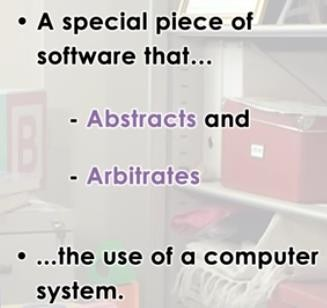 • A special piece of
software that...
- Abstracts and
- Arbitrates
• ...the use of a computer
system.
B